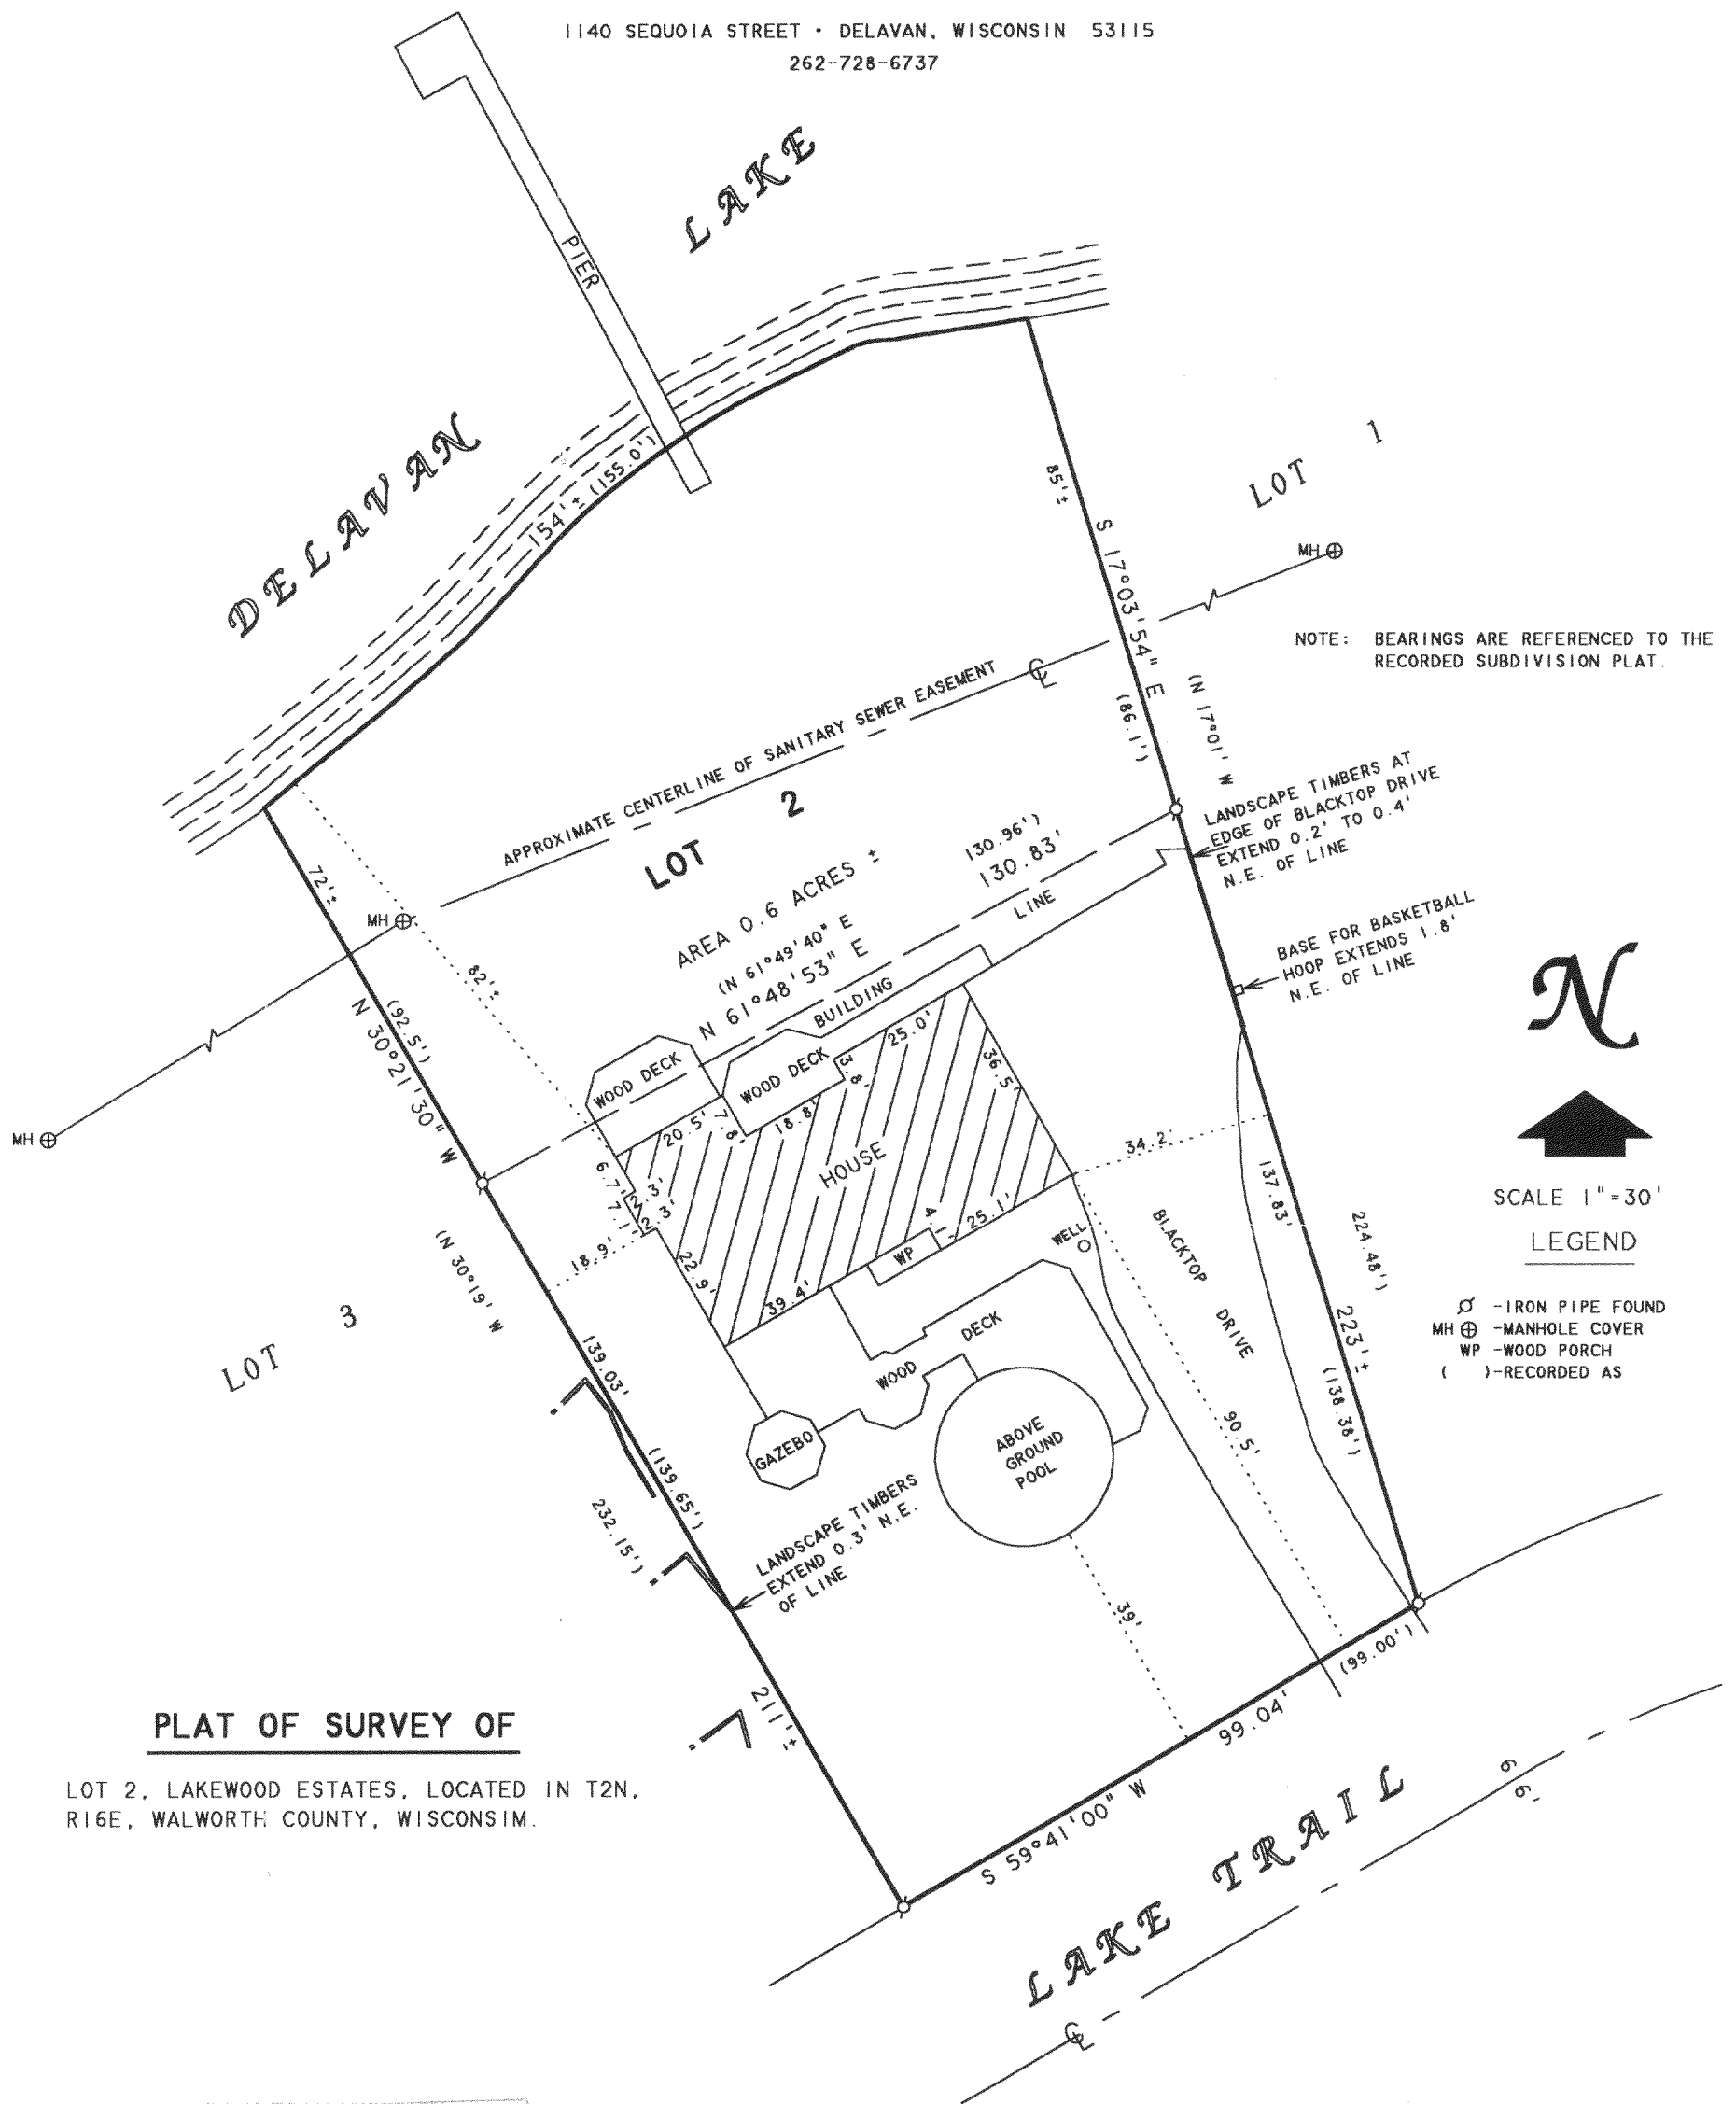 1140 SEQUOIA STREET • DELAVAN, WISCONSIN 53115
262-728-6737
DELAVAN LAKE
PIER
154'± (155.0')
85'±
S 17°03'54" E
(86.1')
(N 17°01' W
224.48')
LOT 1
MH
NOTE: BEARINGS ARE REFERENCED TO THE
RECORDED SUBDIVISION PLAT.
APPROXIMATE CENTERLINE OF SANITARY SEWER EASEMENT
LOT 2
AREA 0.6 ACRES ±
(N 61°49'40" E 130.96')
N 61°48'53" E 130.83'
BUILDING LINE
LANDSCAPE TIMBERS AT
EDGE OF BLACKTOP DRIVE
EXTEND 0.2' TO 0.4'
N.E. OF LINE
BASE FOR BASKETBALL
HOOP EXTENDS 1.8'
N.E. OF LINE
N
SCALE 1"=30'
LEGEND
-IRON PIPE FOUND
MH -MANHOLE COVER
WP -WOOD PORCH
( )-RECORDED AS
72'±
MH
82'±
(92.5')
N 30°21'30" W
MH
(N 30°19' W
232.15')
LOT 3
WOOD DECK
WOOD DECK
20.5'
7.8'
18.8'
3.8'
25.0'
36.5'
HOUSE
6.7'
2.3'
7.1'
2.3'
18.9'
22.9'
39.4'
4.1'
25.1'
WP
WELL
34.2'
BLACKTOP DRIVE
137.83'
223'±
(138.38')
90.5'
WOOD DECK
GAZEBO
ABOVE
GROUND
POOL
139.03'
(139.65')
LANDSCAPE TIMBERS
EXTEND 0.3' N.E.
OF LINE
39'
211'±
(99.00')
99.04'
S 59°41'00" W
66'
LAKE TRAIL
PLAT OF SURVEY OF
LOT 2, LAKEWOOD ESTATES, LOCATED IN T2N,
R16E, WALWORTH COUNTY, WISCONSIM.